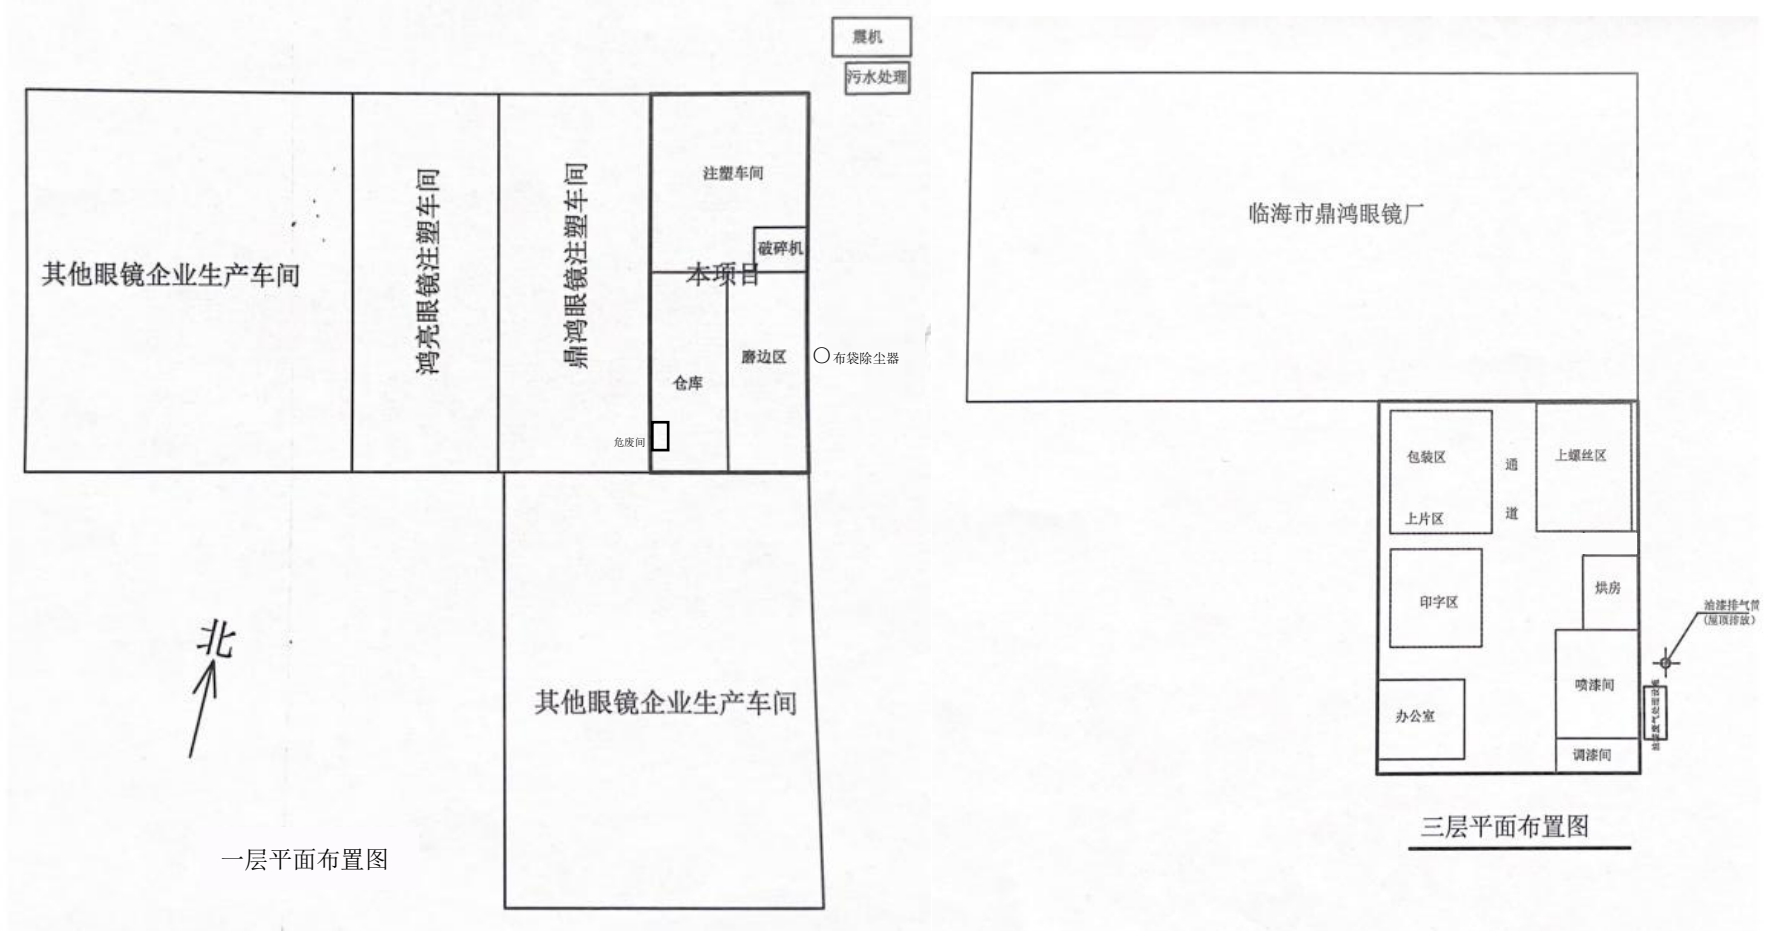 震机
污水处理
其他眼镜企业生产车间
鸿亮眼镜注塑车间
鼎鸿眼镜注塑车间
注塑车间
破碎机
本项目
磨边区
仓库
布袋除尘器
危废间
北
其他眼镜企业生产车间
一层平面布置图
临海市鼎鸿眼镜厂
包装区
通道
上螺丝区
上片区
烘房
印字区
油漆排气筒
(屋顶排放)
喷漆间
办公室
调漆间
三层平面布置图